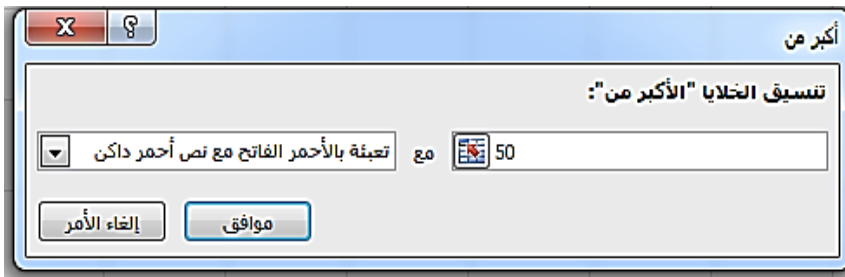 أكبر من
تنسيق الخلايا "الأكبر من":
50 مع تعبئة بالأحمر الفاتح مع نص أحمر داكن
موافق إلغاء الأمر